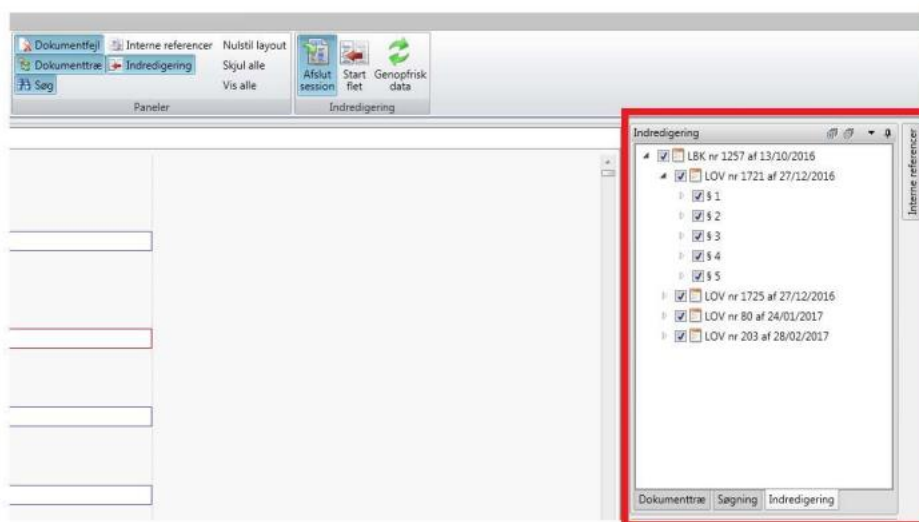 Dokumentfejl Interne referencer Nulstil layout
Dokumenttræ Indredigering Skjul alle
Søg Vis alle
Paneler
Afslut session
Start flet
Genopfrisk data
Indredigering
Indredigering
LBK nr 1257 af 13/10/2016
LOV nr 1721 af 27/12/2016
§ 1
§ 2
§ 3
§ 4
§ 5
LOV nr 1725 af 27/12/2016
LOV nr 80 af 24/01/2017
LOV nr 203 af 28/02/2017
Dokumenttræ Søgning Indredigering
Interne referencer